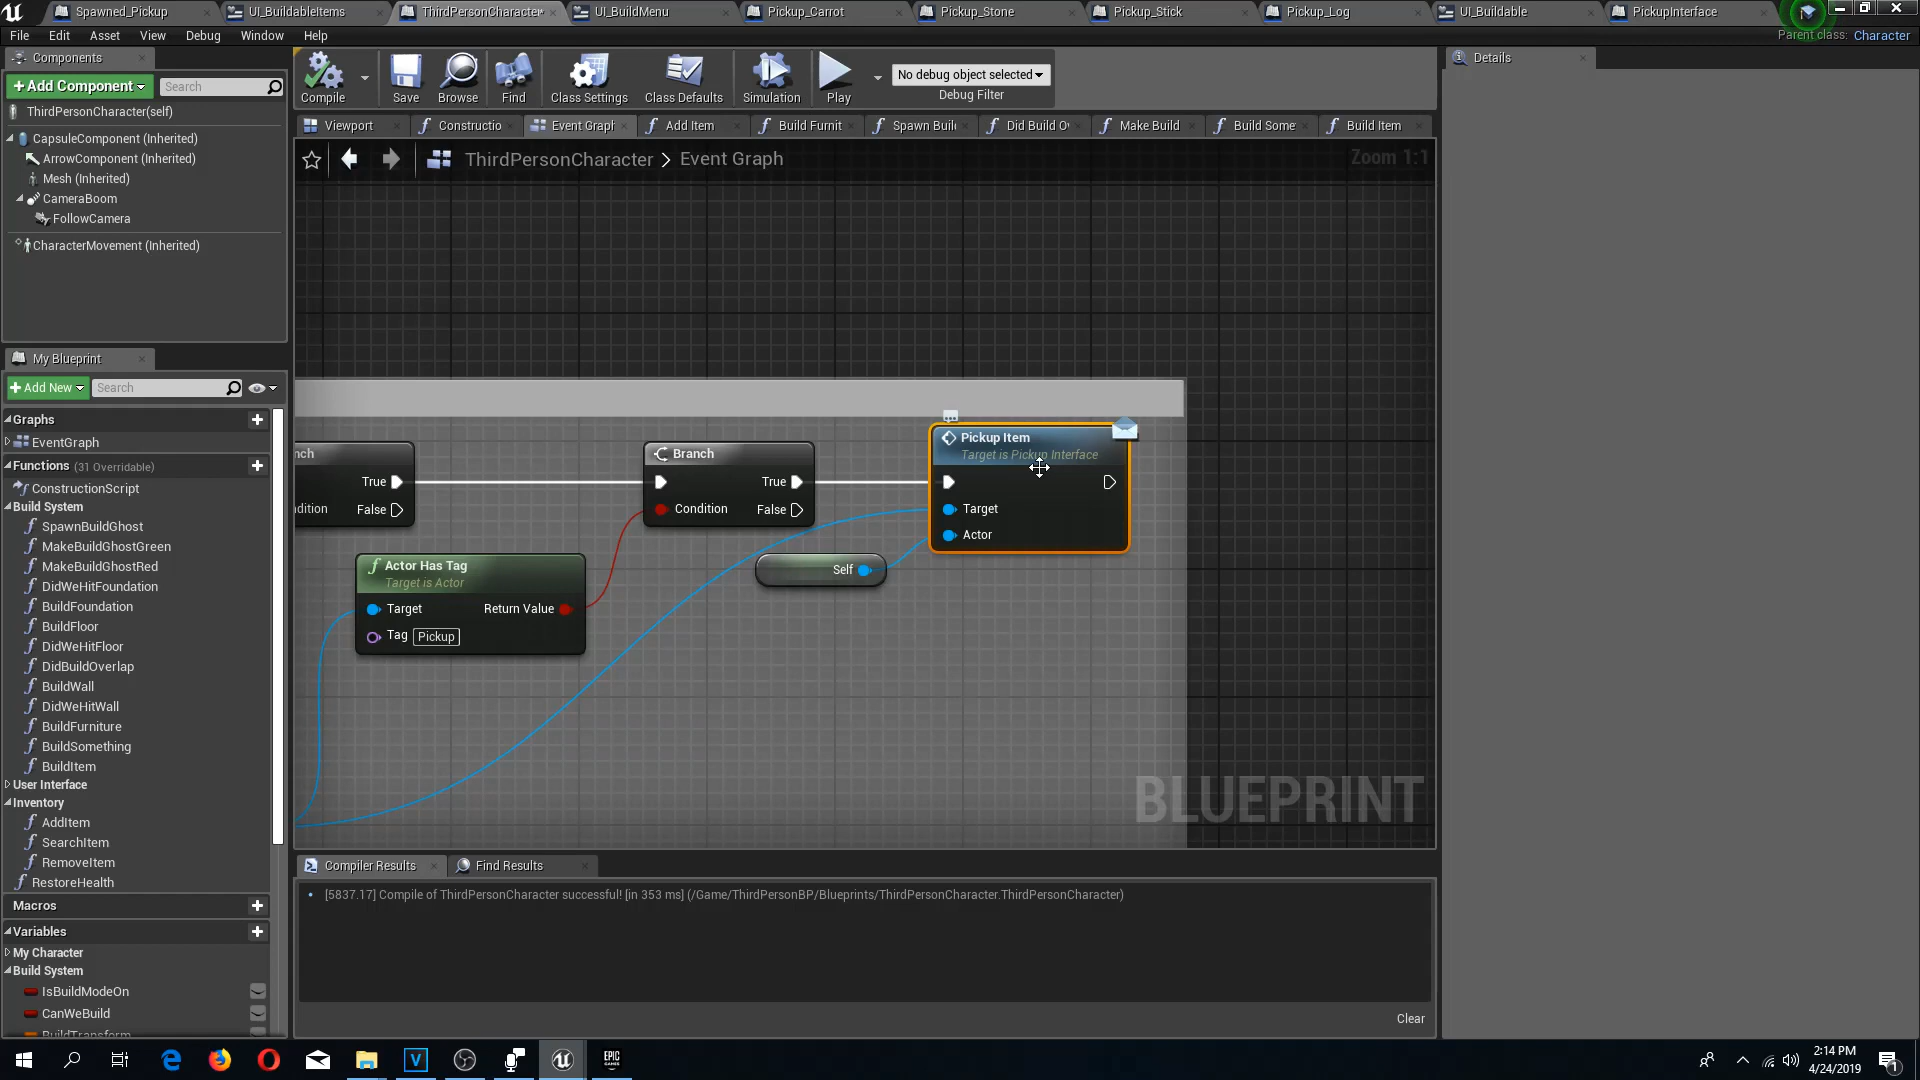 Spawned_Pickup
UI_BuildableItems
ThirdPersonCharacter*
UI_BuildMenu
Pickup_Carrot
Pickup_Stone
Pickup_Stick
Pickup_Log
UI_Buildable
PickupInterface
File Edit Asset View Debug Window Help
Parent class: Character
Components
Details
+Add Component
Search
Compile
Save
Browse
Find
Class Settings
Class Defaults
Simulation
Play
No debug object selected
Debug Filter
ThirdPersonCharacter(self)
CapsuleComponent (Inherited)
ArrowComponent (Inherited)
Mesh (Inherited)
CameraBoom
FollowCamera
CharacterMovement (Inherited)
Viewport
Constructio
Event Graph
Add Item
Build Furnit
Spawn Buil
Did Build O
Make Build
Build Some
Build Item
ThirdPersonCharacter > Event Graph
Zoom 1:1
My Blueprint
+Add New
Search
Graphs
EventGraph
Functions (31 Overridable)
ConstructionScript
Build System
SpawnBuildGhost
MakeBuildGhostGreen
MakeBuildGhostRed
DidWeHitFoundation
BuildFoundation
BuildFloor
DidWeHitFloor
DidBuildOverlap
BuildWall
DidWeHitWall
BuildFurniture
BuildSomething
BuildItem
User Interface
Inventory
AddItem
SearchItem
RemoveItem
RestoreHealth
Macros
Variables
My Character
Build System
IsBuildModeOn
CanWeBuild
BuildTransform
nch
True
dition
False
Actor Has Tag
Target is Actor
Target
Return Value
Tag
Pickup
Branch
True
Condition
False
Self
Pickup Item
Target is Pickup Interface
Target
Actor
BLUEPRINT
Compiler Results
Find Results
[5837.17] Compile of ThirdPersonCharacter successful! [in 353 ms] (/Game/ThirdPersonBP/Blueprints/ThirdPersonCharacter.ThirdPersonCharacter)
Clear
V
EPIC
GAMES
2:14 PM
4/24/2019
1